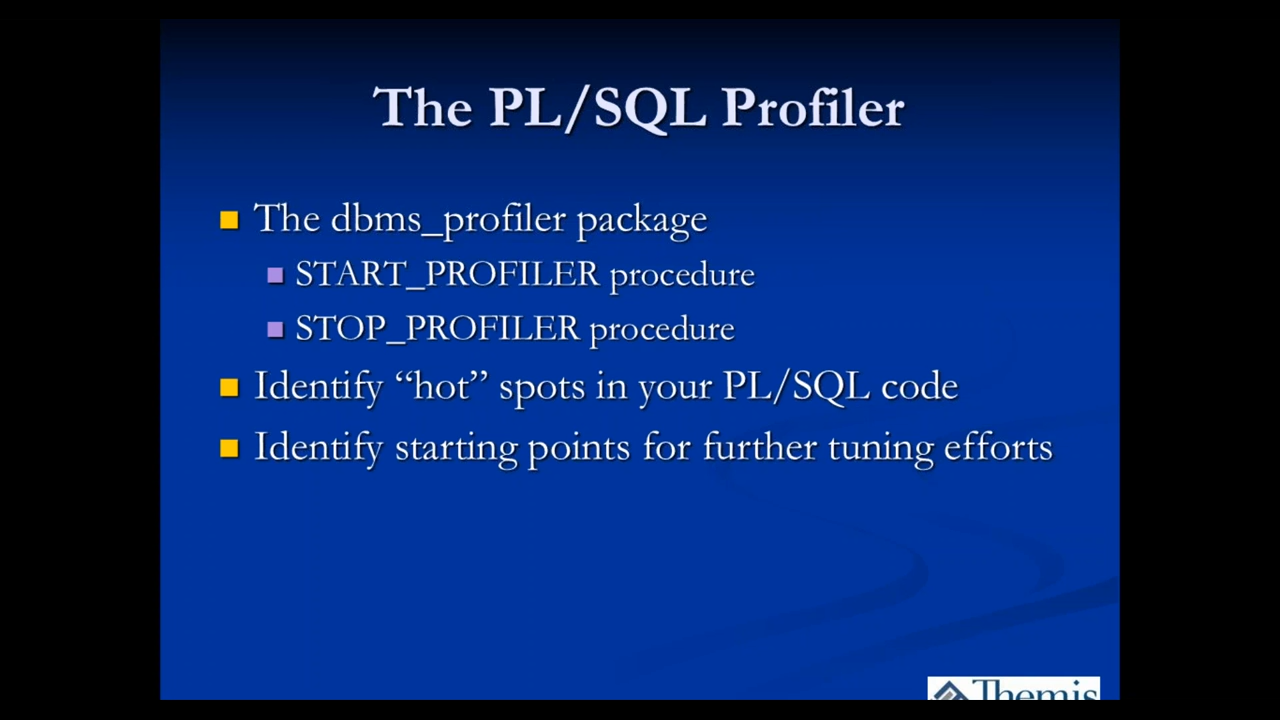 The PL/SQL Profiler
The dbms_profiler package
START_PROFILER procedure
STOP_PROFILER procedure
Identify “hot” spots in your PL/SQL code
Identify starting points for further tuning efforts
Themis